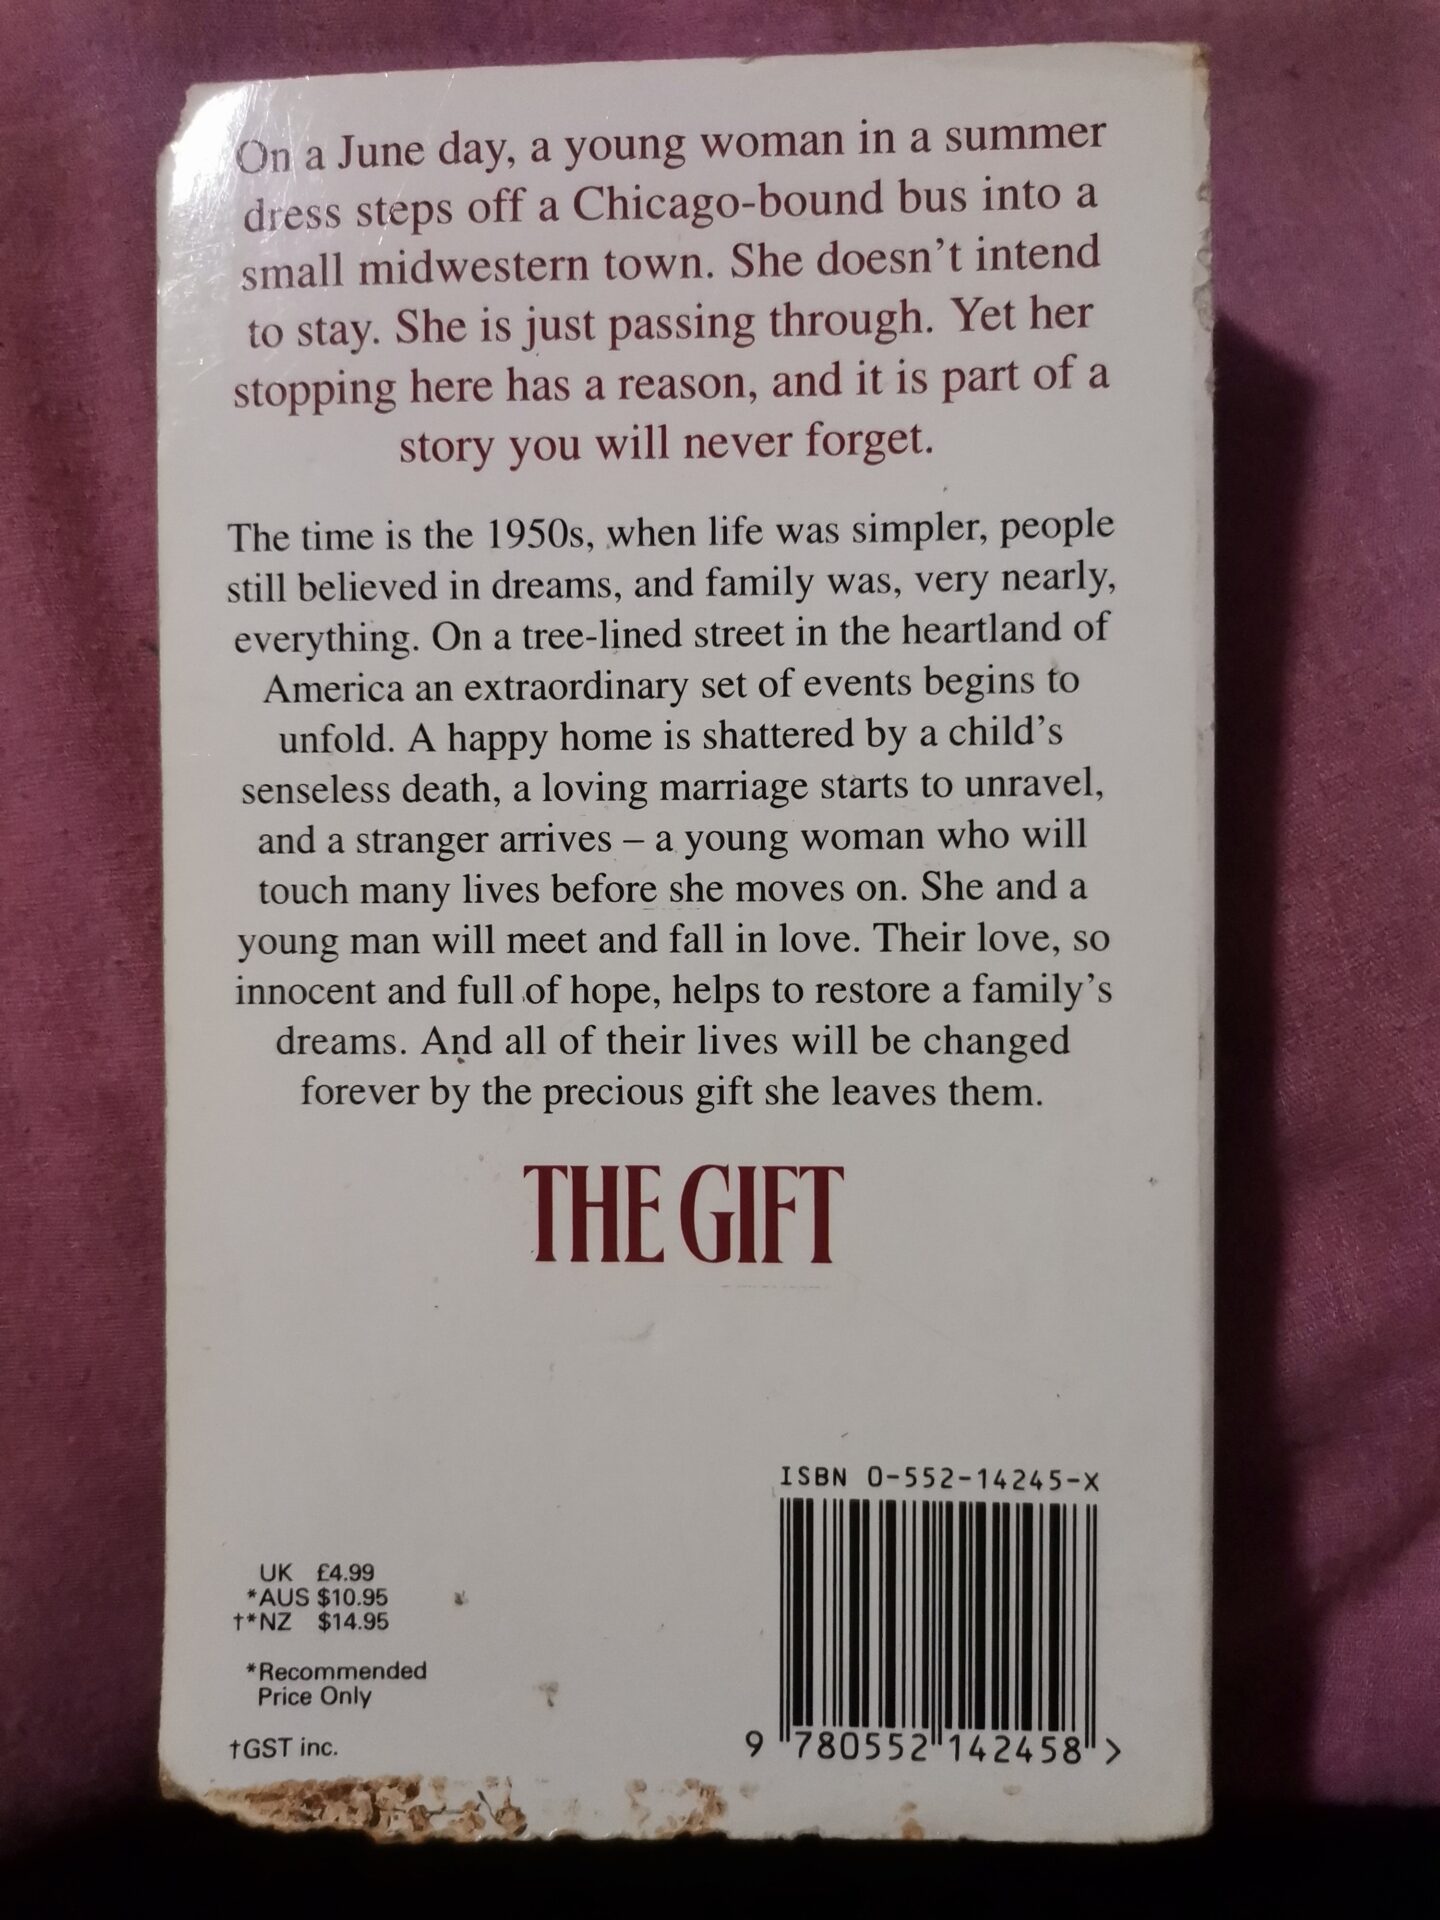 On a June day, a young woman in a summer
dress steps off a Chicago-bound bus into a
small midwestern town. She doesn't intend
to stay. She is just passing through. Yet her
stopping here has a reason, and it is part of a
story you will never forget.
The time is the 1950s, when life was simpler, people
still believed in dreams, and family was, very nearly,
everything. On a tree-lined street in the heartland of
America an extraordinary set of events begins to
unfold. A happy home is shattered by a child's
senseless death, a loving marriage starts to unravel,
and a stranger arrives – a young woman who will
touch many lives before she moves on. She and a
young man will meet and fall in love. Their love, so
innocent and full of hope, helps to restore a family's
dreams. And all of their lives will be changed
forever by the precious gift she leaves them.
THE GIFT
ISBN 0-552-14245-X
UK £4.99
*AUS $10.95
†*NZ $14.95
*Recommended
Price Only
†GST inc.
9 780552 142458 >